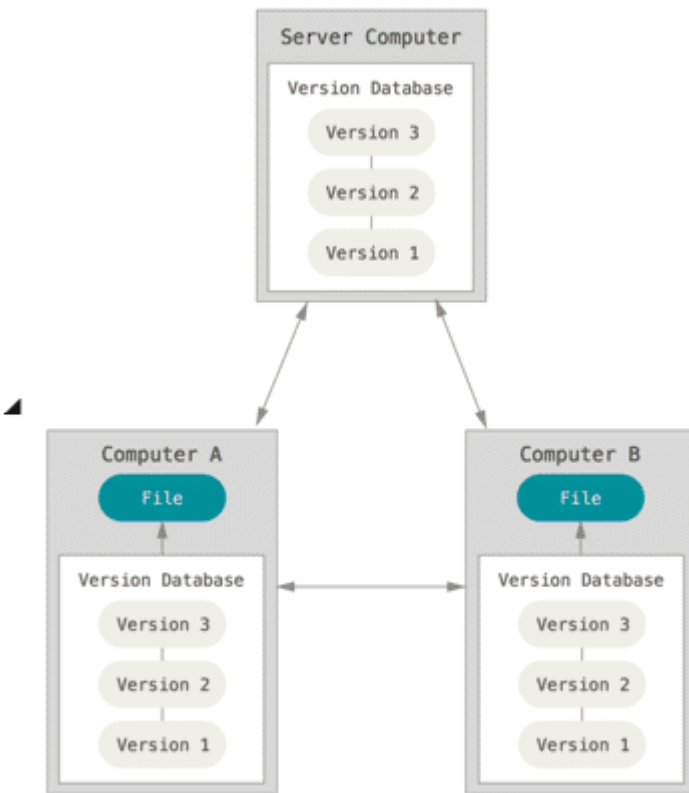 Server Computer
Version Database
Version 3
Version 2
Version 1
Computer A
File
Version Database
Version 3
Version 2
Version 1
Computer B
File
Version Database
Version 3
Version 2
Version 1